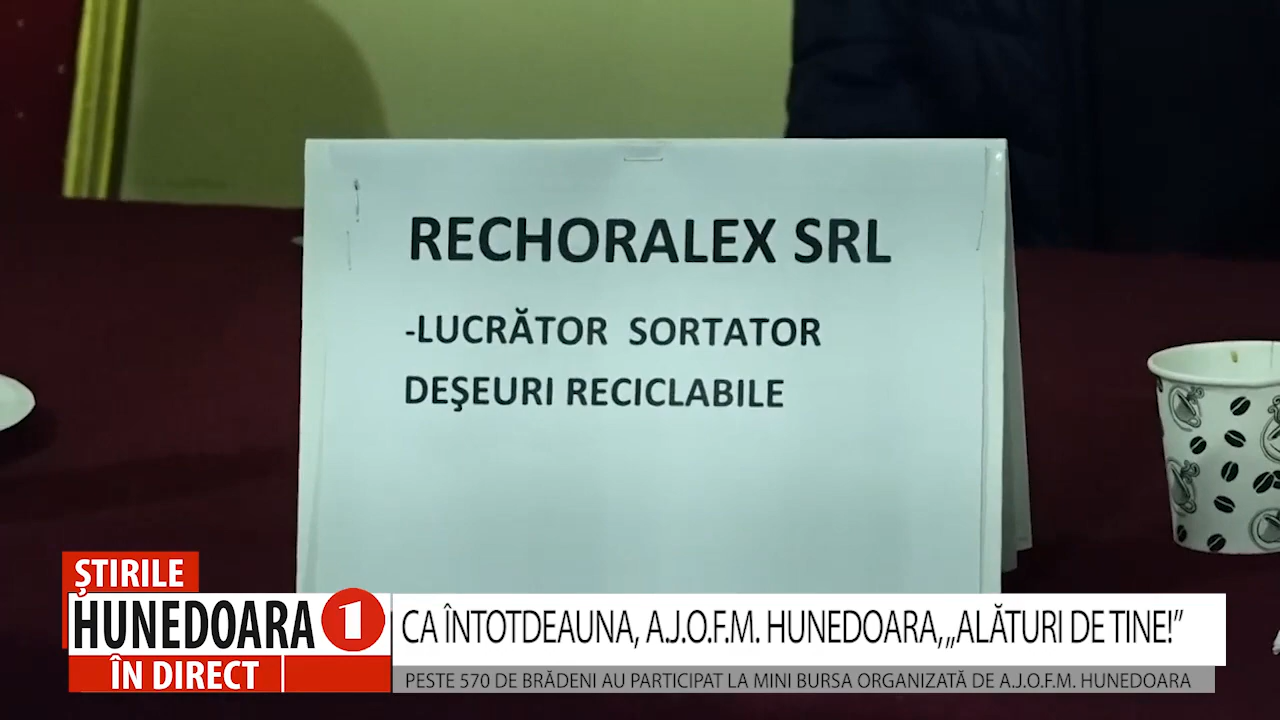 RECHORALEX SRL
-LUCRĂTOR SORTATOR
DEŞEURI RECICLABILE
ȘTIRILE
HUNEDOARA 1
ÎN DIRECT
CA ÎNTOTDEAUNA, A.J.O.F.M. HUNEDOARA, „ALĂTURI DE TINE!”
PESTE 570 DE BRĂDENI AU PARTICIPAT LA MINI BURSA ORGANIZATĂ DE A.J.O.F.M. HUNEDOARA